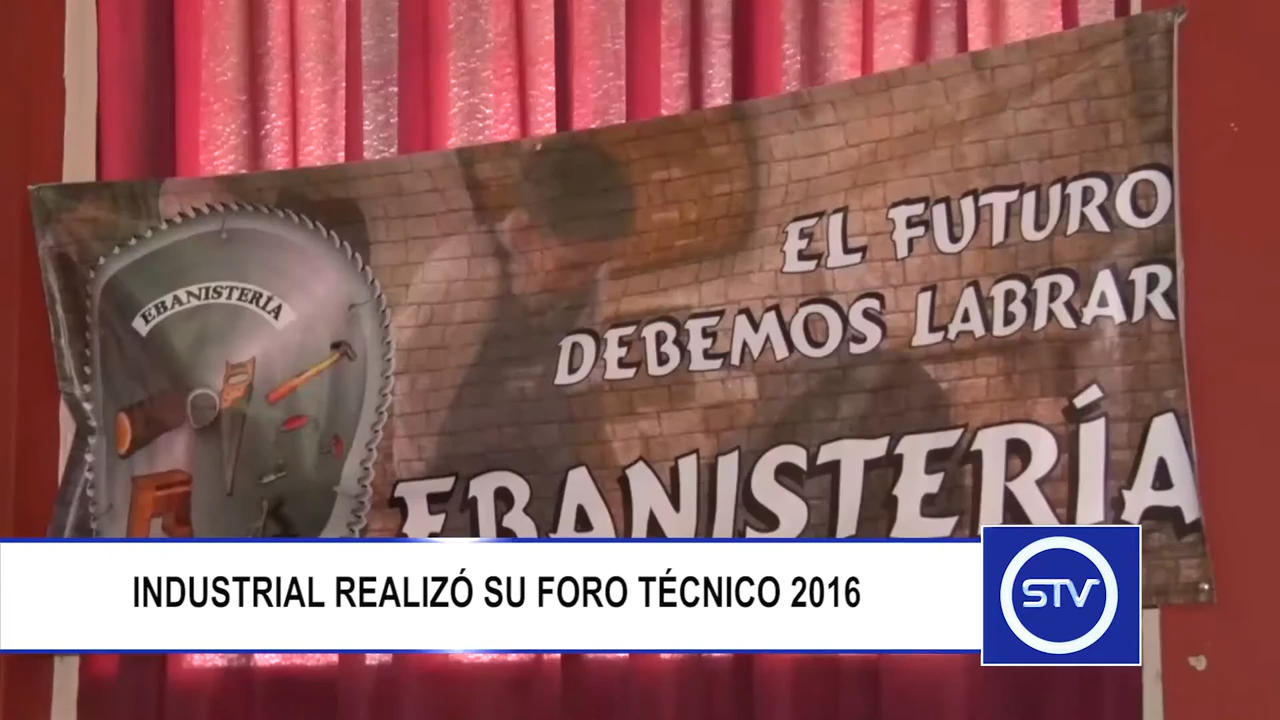 EBANISTERÍA
EL FUTURO
DEBEMOS LABRAR
EBANISTERÍA
INDUSTRIAL REALIZÓ SU FORO TÉCNICO 2016
STV